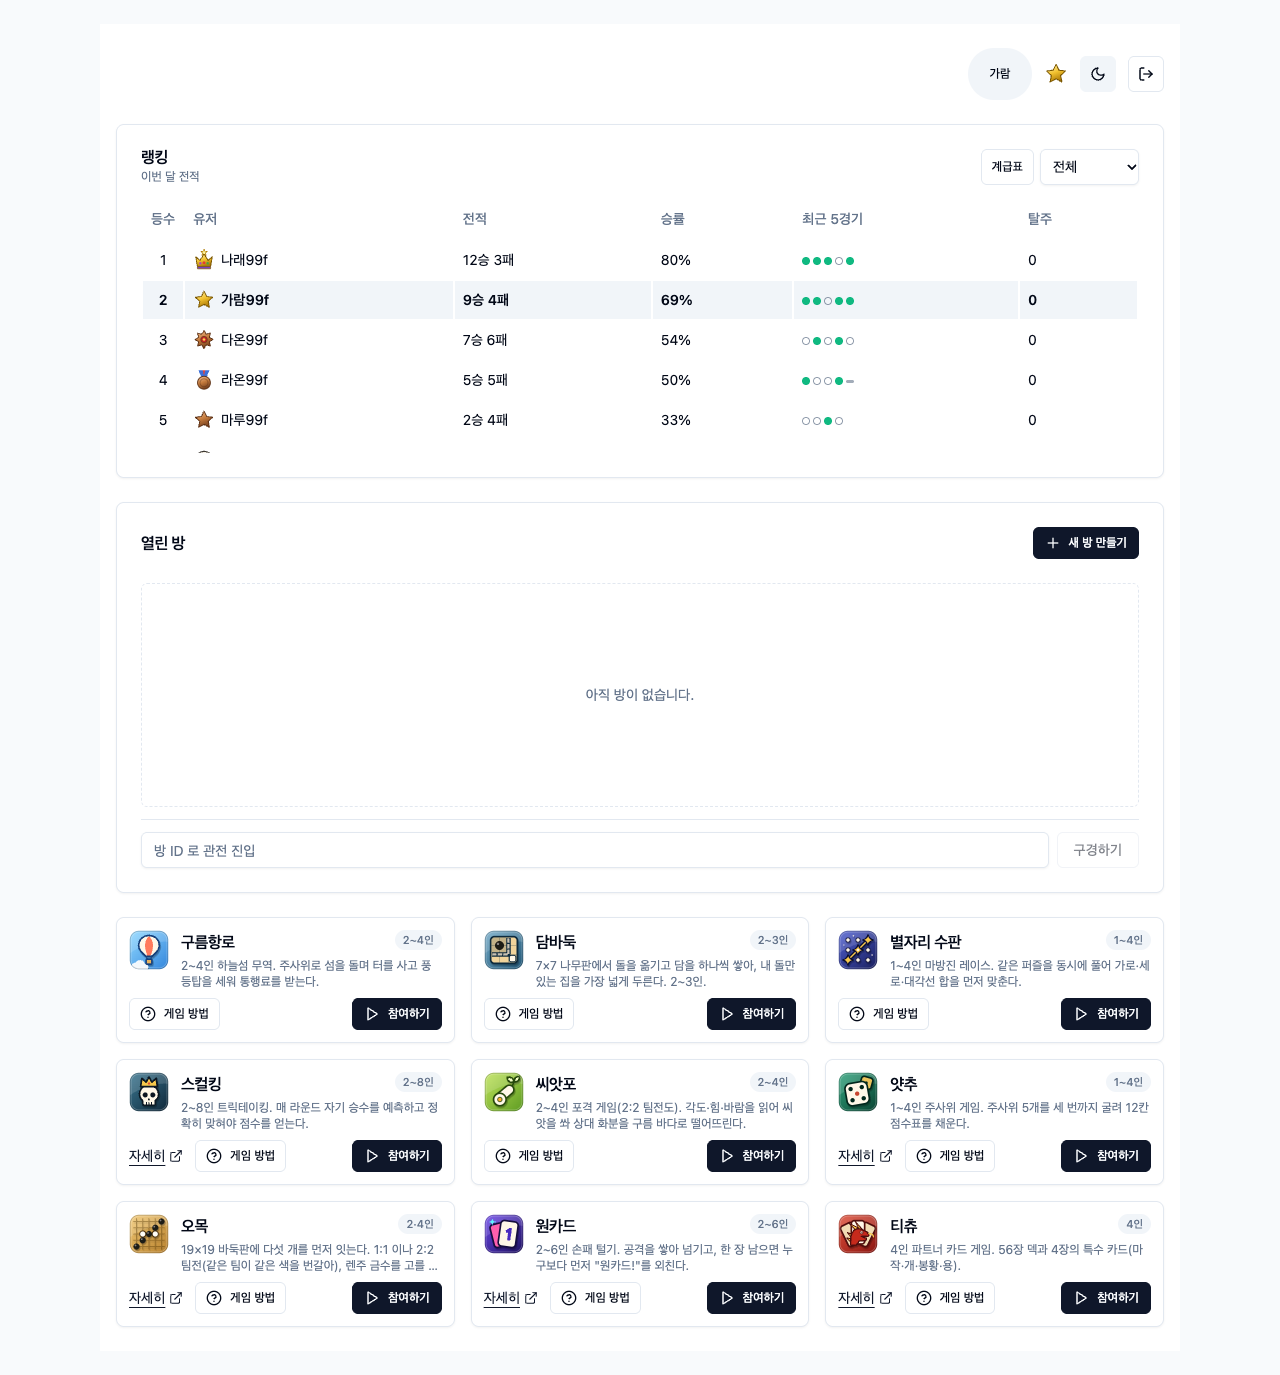 가람
랭킹
이번 달 전적
계급표
전체
등수 유저 전적 승률 최근 5경기 탈주
1 나래99f 12승 3패 80% 0
2 가람99f 9승 4패 69% 0
3 다온99f 7승 6패 54% 0
4 라온99f 5승 5패 50% 0
5 마루99f 2승 4패 33% 0
열린 방
새 방 만들기
아직 방이 없습니다.
방 ID 로 관전 진입
구경하기
구름항로 2~4인
2~4인 하늘섬 무역. 주사위로 섬을 돌며 터를 사고 풍
등탑을 세워 통행료를 받는다.
게임 방법 참여하기
담바둑 2~3인
7×7 나무판에서 돌을 옮기고 담을 하나씩 쌓아, 내 돌만
있는 집을 가장 넓게 두른다. 2~3인.
게임 방법 참여하기
별자리 수판 1~4인
1~4인 마방진 레이스. 같은 퍼즐을 동시에 풀어 가로·세
로·대각선 합을 먼저 맞춘다.
게임 방법 참여하기
스컬킹 2~8인
2~8인 트릭테이킹. 매 라운드 자기 승수를 예측하고 정
확히 맞혀야 점수를 얻는다.
자세히 게임 방법 참여하기
씨앗포 2~4인
2~4인 포격 게임(2:2 팀전도). 각도·힘·바람을 읽어 씨
앗을 쏴 상대 화분을 구름 바다로 떨어뜨린다.
게임 방법 참여하기
얏추 1~4인
1~4인 주사위 게임. 주사위 5개를 세 번까지 굴려 12칸
점수표를 채운다.
자세히 게임 방법 참여하기
오목 2·4인
19×19 바둑판에 다섯 개를 먼저 잇는다. 1:1 이나 2:2
팀전(같은 팀이 같은 색을 번갈아), 렌주 금수를 고를 ...
자세히 게임 방법 참여하기
1
원카드 2~6인
2~6인 손패 털기. 공격을 쌓아 넘기고, 한 장 남으면 누
구보다 먼저 "원카드!"를 외친다.
자세히 게임 방법 참여하기
티츄 4인
4인 파트너 카드 게임. 56장 덱과 4장의 특수 카드(마
작·개·봉황·용).
자세히 게임 방법 참여하기